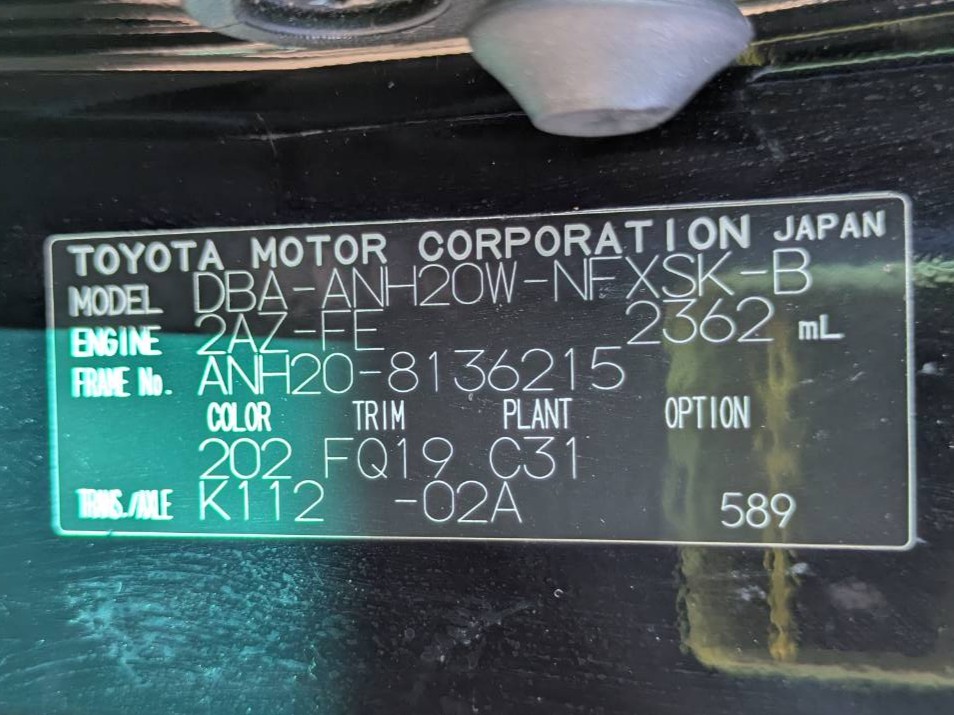 TOYOTA MOTOR CORPORATION JAPAN
MODEL DBA-ANH20W-NFXSK-B
ENGINE 2AZ-FE 2362 mL
FRAME No. ANH20-8136215
COLOR TRIM PLANT OPTION
202 FQ19 C31
TRANS./AXLE K112 -02A 589